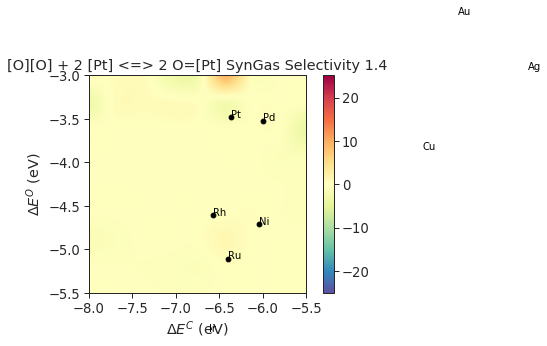 Au
[O][O] + 2 [Pt] <=> 2 O=[Pt] SynGas Selectivity 1.4
Ag
−3.0
−3.5
−4.0
−4.5
−5.0
−5.5
ΔE^O (eV)
Pt
Pd
Cu
Rh
Ni
Ru
20
10
0
−10
−20
−8.0 −7.5 −7.0 −6.5 −6.0 −5.5
ΔE^C (eV)